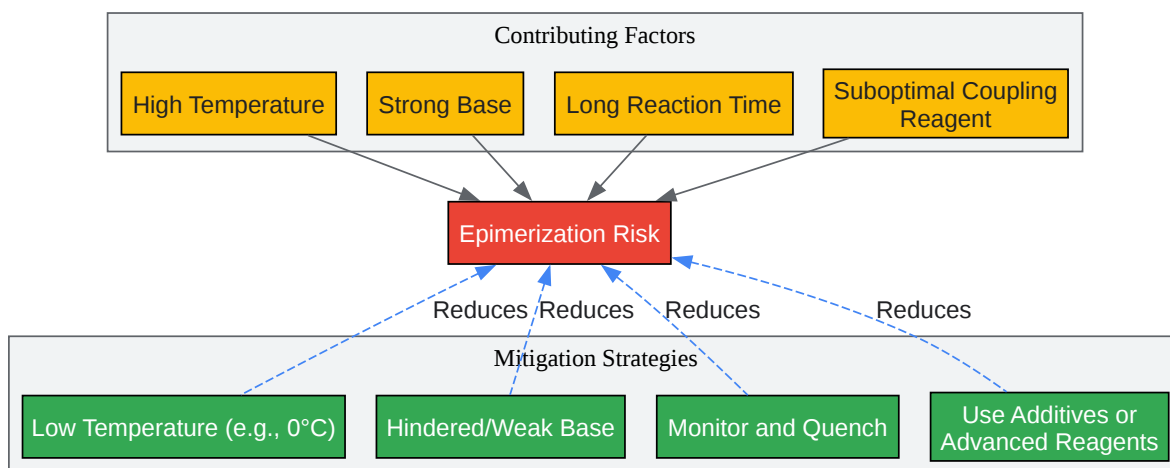 Contributing Factors
High Temperature
Strong Base
Long Reaction Time
Suboptimal Coupling
Reagent
Epimerization Risk
Reduces
Reduces
Reduces
Reduces
Mitigation Strategies
Low Temperature (e.g., 0°C)
Hindered/Weak Base
Monitor and Quench
Use Additives or
Advanced Reagents